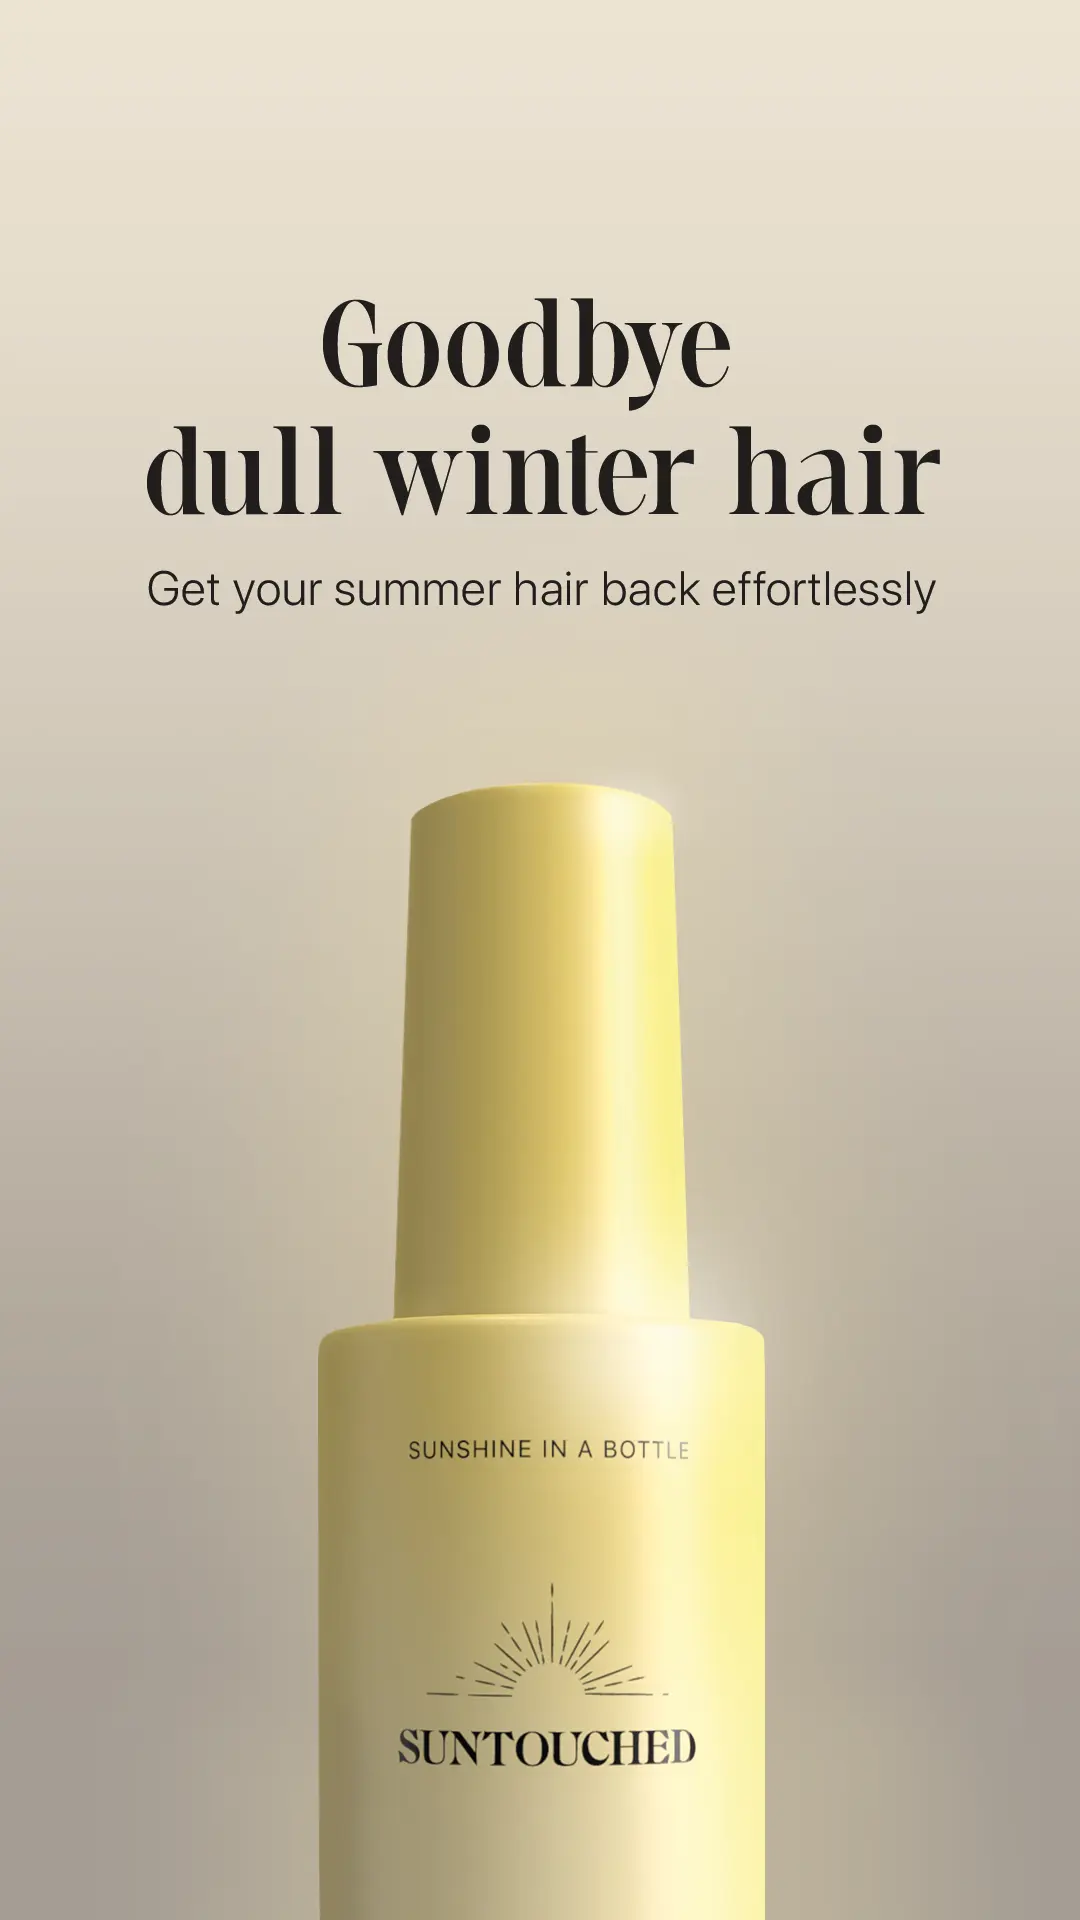 Goodbye
dull winter hair
Get your summer hair back effortlessly
SUNSHINE IN A BOTTLE
SUNTOUCHED